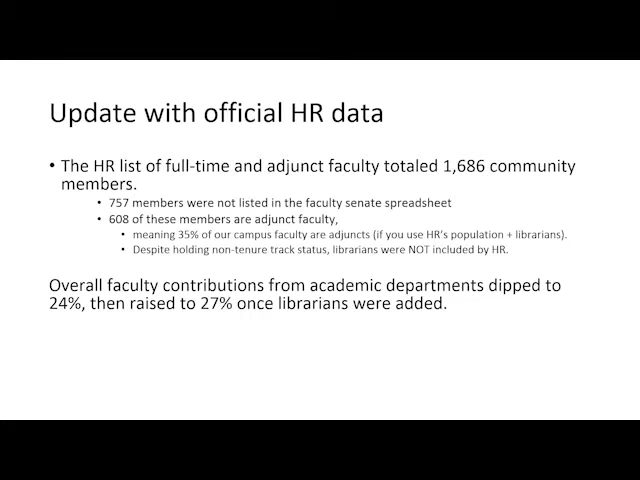 Update with official HR data
• The HR list of full-time and adjunct faculty totaled 1,686 community
members.
• 757 members were not listed in the faculty senate spreadsheet
• 608 of these members are adjunct faculty,
• meaning 35% of our campus faculty are adjuncts (if you use HR's population + librarians).
• Despite holding non-tenure track status, librarians were NOT included by HR.
Overall faculty contributions from academic departments dipped to
24%, then raised to 27% once librarians were added.